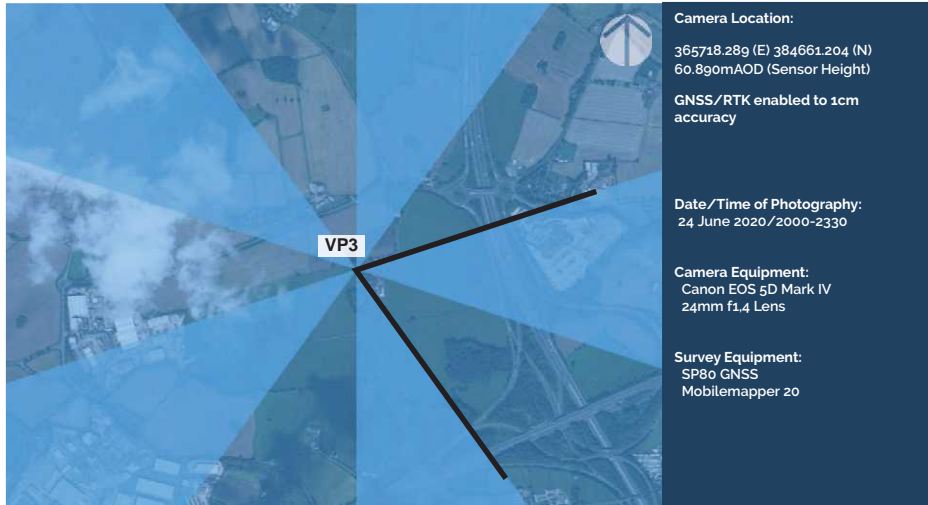 VP3
Camera Location:
365718.289 (E) 384661.204 (N)
60.890mAOD (Sensor Height)
GNSS/RTK enabled to 1cm
accuracy
Date/Time of Photography:
24 June 2020/2000-2330
Camera Equipment:
Canon EOS 5D Mark IV
24mm f1,4 Lens
Survey Equipment:
SP80 GNSS
Mobilemapper 20